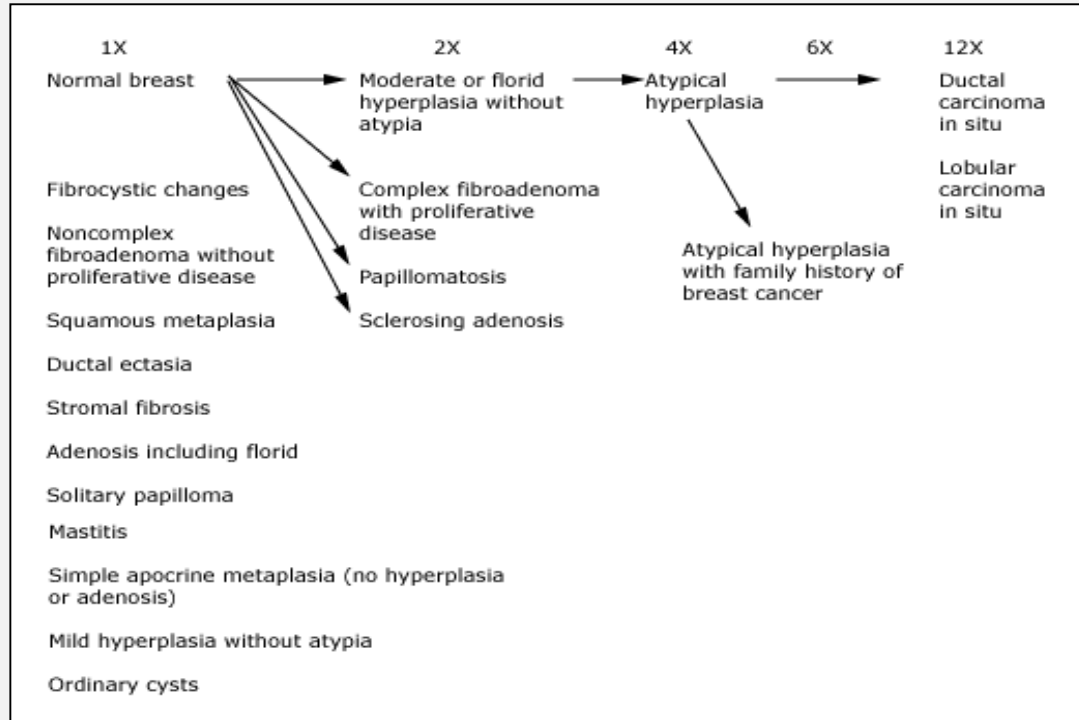 1X 2X 4X 6X 12X
Normal breast
Moderate or florid
hyperplasia without
atypia
Atypical
hyperplasia
Ductal
carcinoma
in situ
Fibrocystic changes
Complex fibroadenoma
with proliferative
disease
Lobular
carcinoma
in situ
Noncomplex
fibroadenoma without
proliferative disease
Papillomatosis
Atypical hyperplasia
with family history of
breast cancer
Squamous metaplasia
Sclerosing adenosis
Ductal ectasia
Stromal fibrosis
Adenosis including florid
Solitary papilloma
Mastitis
Simple apocrine metaplasia (no hyperplasia
or adenosis)
Mild hyperplasia without atypia
Ordinary cysts